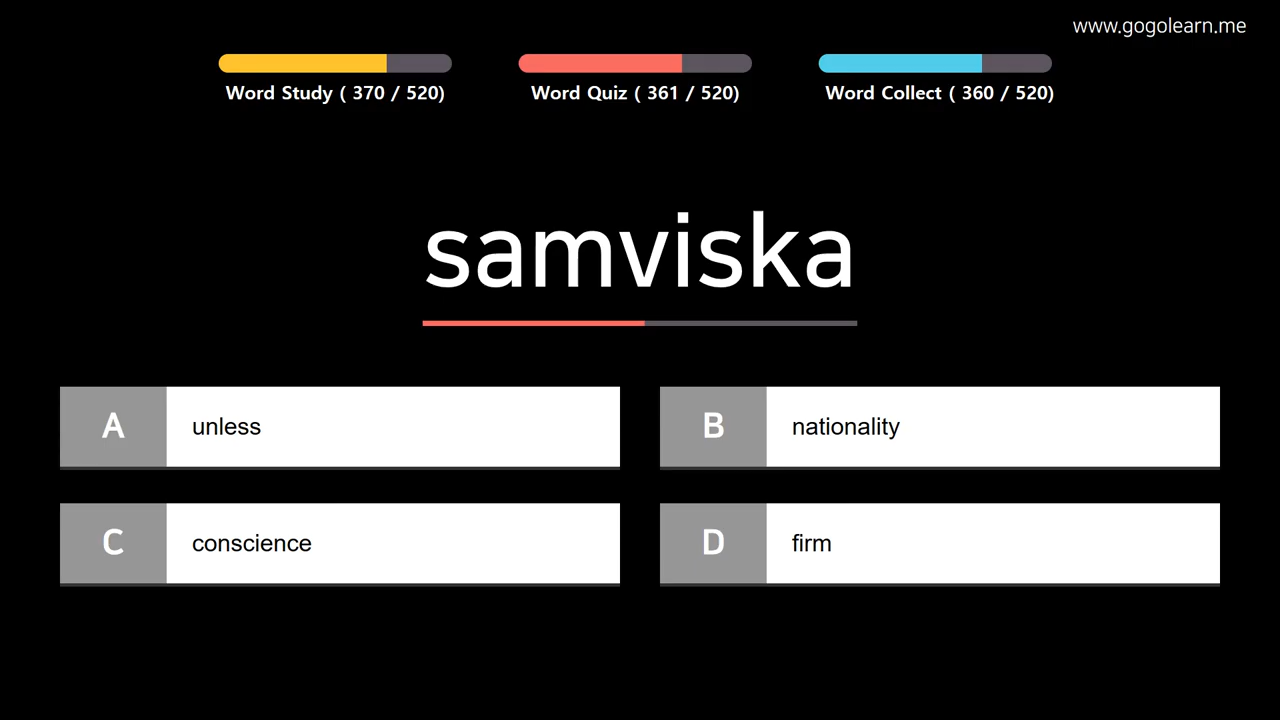 www.gogolearn.me
Word Study ( 370 / 520)
Word Quiz ( 361 / 520)
Word Collect ( 360 / 520)
samviska
A unless
B nationality
C conscience
D firm